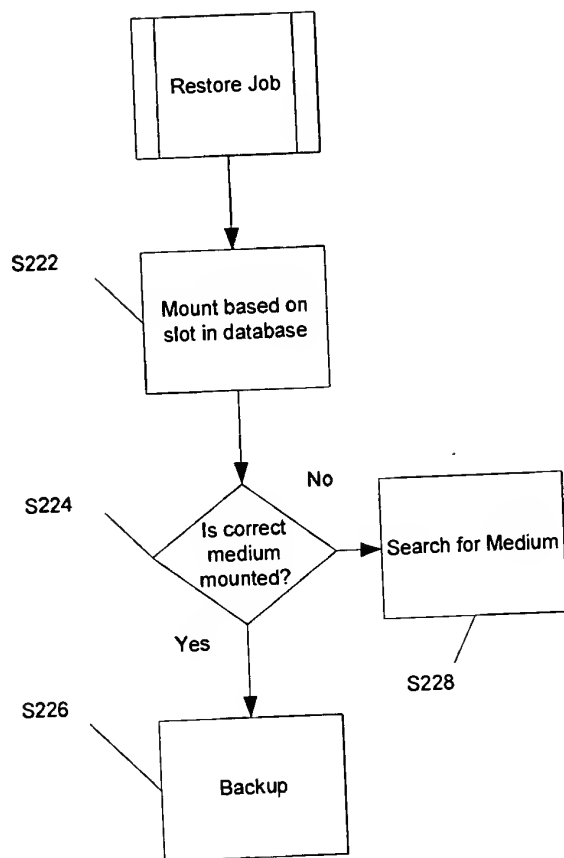 Restore Job
S222
Mount based on
slot in database
No
S224
Is correct
medium
mounted?
Search for Medium
Yes
S228
S226
Backup